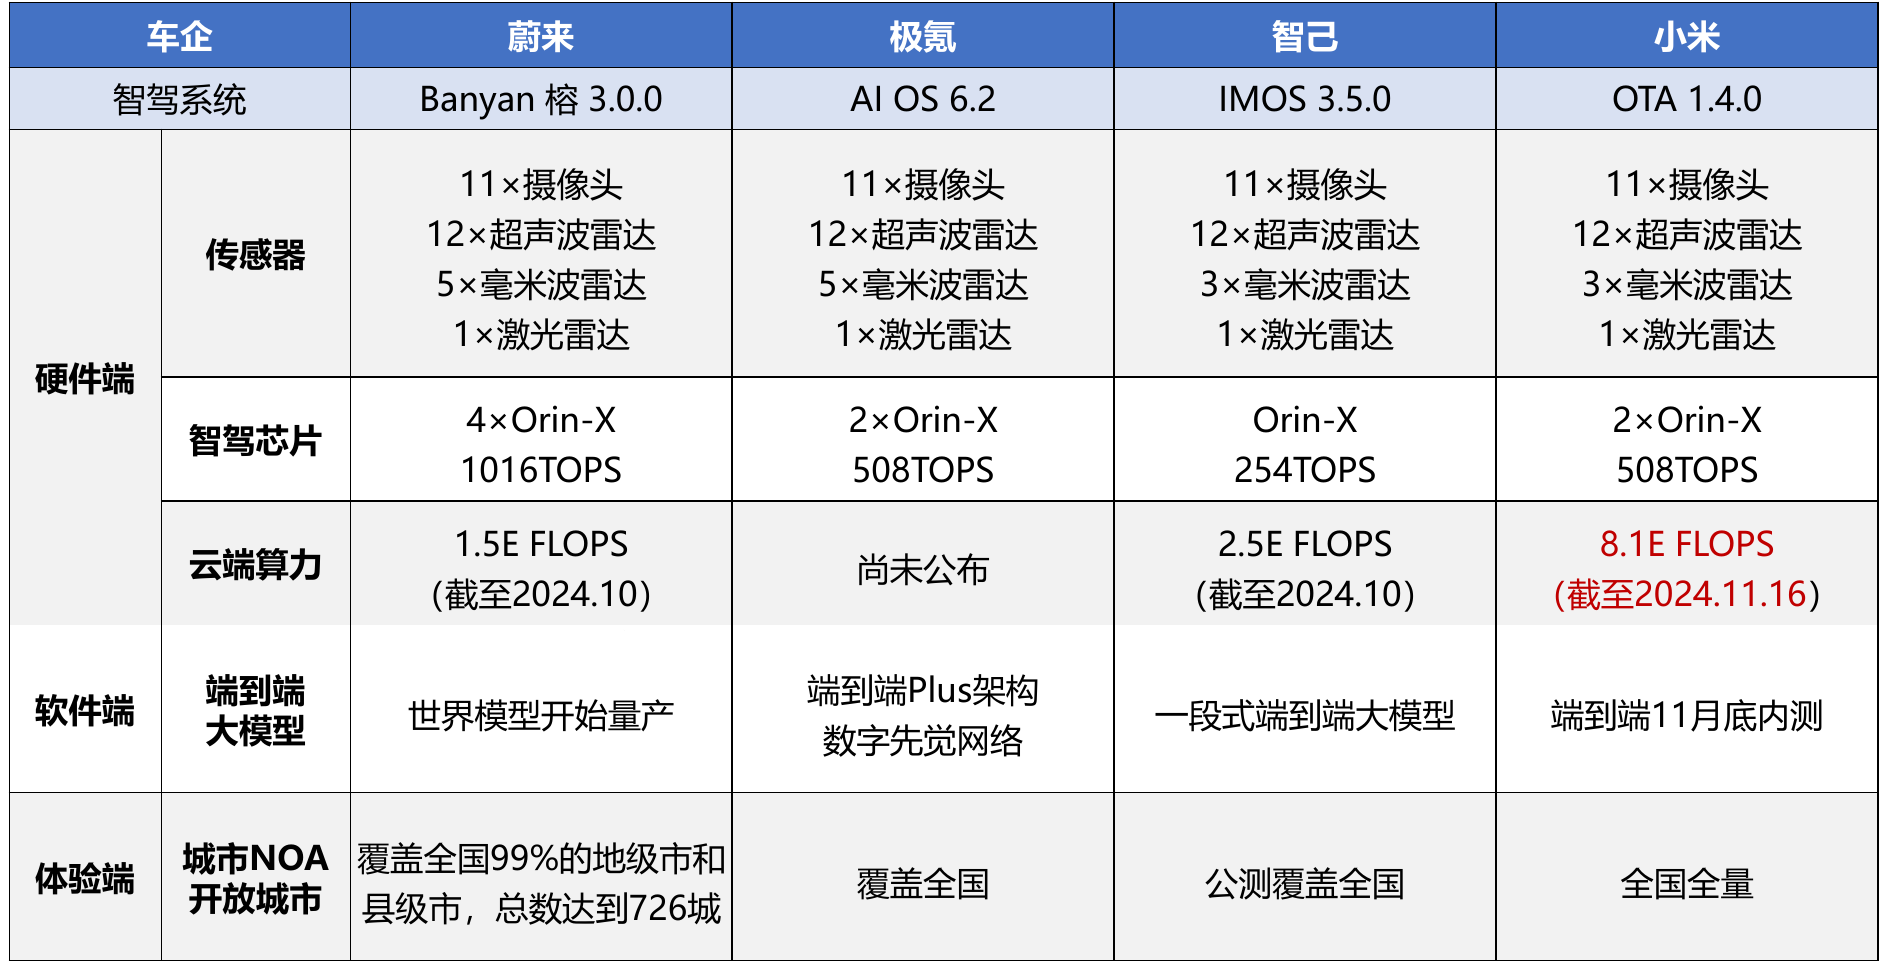 车企 蔚来 极氪 智己 小米
智驾系统 Banyan 榕 3.0.0 AI OS 6.2 IMOS 3.5.0 OTA 1.4.0
硬件端
传感器
11×摄像头
12×超声波雷达
5×毫米波雷达
1×激光雷达
11×摄像头
12×超声波雷达
5×毫米波雷达
1×激光雷达
11×摄像头
12×超声波雷达
3×毫米波雷达
1×激光雷达
11×摄像头
12×超声波雷达
3×毫米波雷达
1×激光雷达
智驾芯片
4×Orin-X
1016TOPS
2×Orin-X
508TOPS
Orin-X
254TOPS
2×Orin-X
508TOPS
云端算力
1.5E FLOPS
（截至2024.10）
尚未公布
2.5E FLOPS
（截至2024.10）
8.1E FLOPS
（截至2024.11.16）
软件端
端到端
大模型
世界模型开始量产
端到端Plus架构
数字先觉网络
一段式端到端大模型
端到端11月底内测
体验端
城市NOA
开放城市
覆盖全国99%的地级市和
县级市，总数达到726城
覆盖全国
公测覆盖全国
全国全量